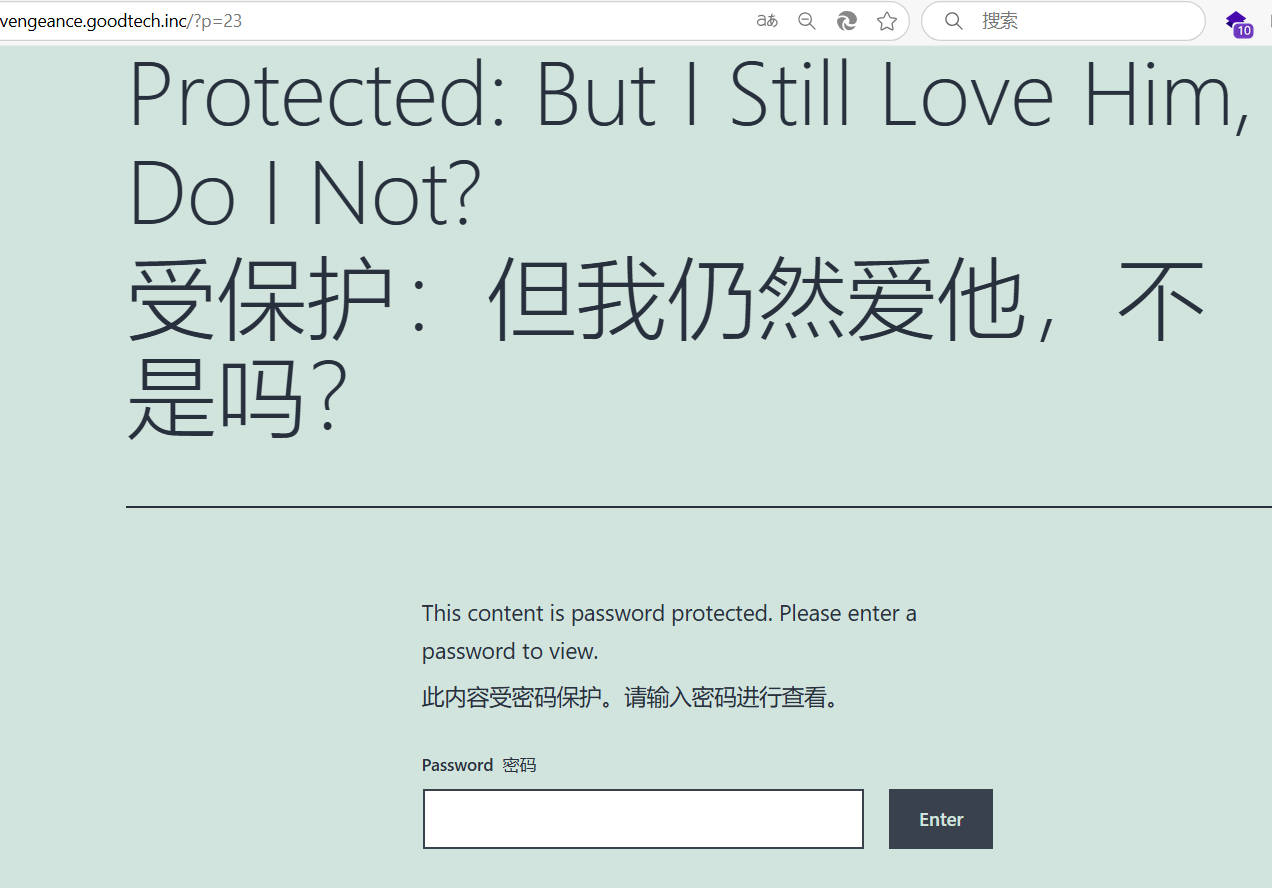 vengeance.goodtech.inc/?p=23
搜索
10
Protected: But I Still Love Him,
Do I Not?
受保护：但我仍然爱他，不
是吗？
This content is password protected. Please enter a
password to view.
此内容受密码保护。请输入密码进行查看。
Password 密码
Enter